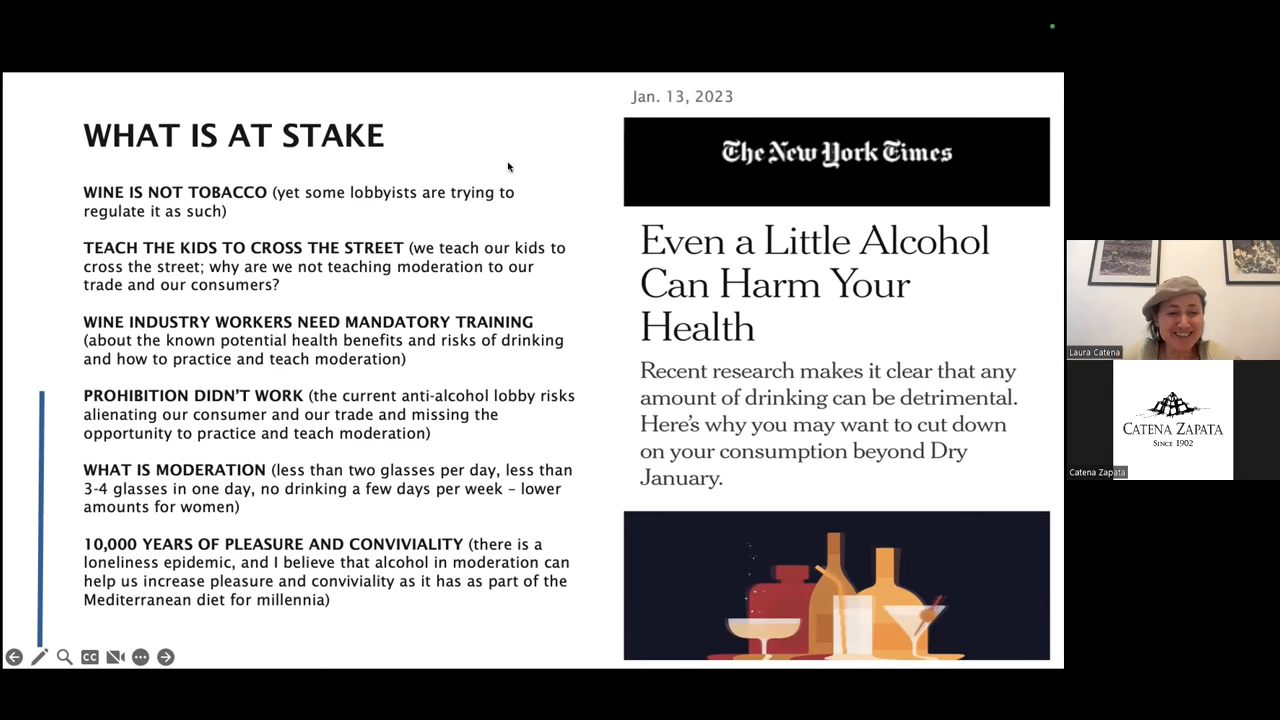 WHAT IS AT STAKE
WINE IS NOT TOBACCO (yet some lobbyists are trying to
regulate it as such)
TEACH THE KIDS TO CROSS THE STREET (we teach our kids to
cross the street; why are we not teaching moderation to our
trade and our consumers?
WINE INDUSTRY WORKERS NEED MANDATORY TRAINING
(about the known potential health benefits and risks of drinking
and how to practice and teach moderation)
PROHIBITION DIDN'T WORK (the current anti-alcohol lobby risks
alienating our consumer and our trade and missing the
opportunity to practice and teach moderation)
WHAT IS MODERATION (less than two glasses per day, less than
3-4 glasses in one day, no drinking a few days per week – lower
amounts for women)
10,000 YEARS OF PLEASURE AND CONVIVIALITY (there is a
loneliness epidemic, and I believe that alcohol in moderation can
help us increase pleasure and conviviality as it has as part of the
Mediterranean diet for millennia)
CC
Jan. 13, 2023
The New York Times
Even a Little Alcohol
Can Harm Your
Health
Recent research makes it clear that any
amount of drinking can be detrimental.
Here's why you may want to cut down
on your consumption beyond Dry
January.
Laura Catena
CATENA ZAPATA
SINCE 1902
Catena Zapata